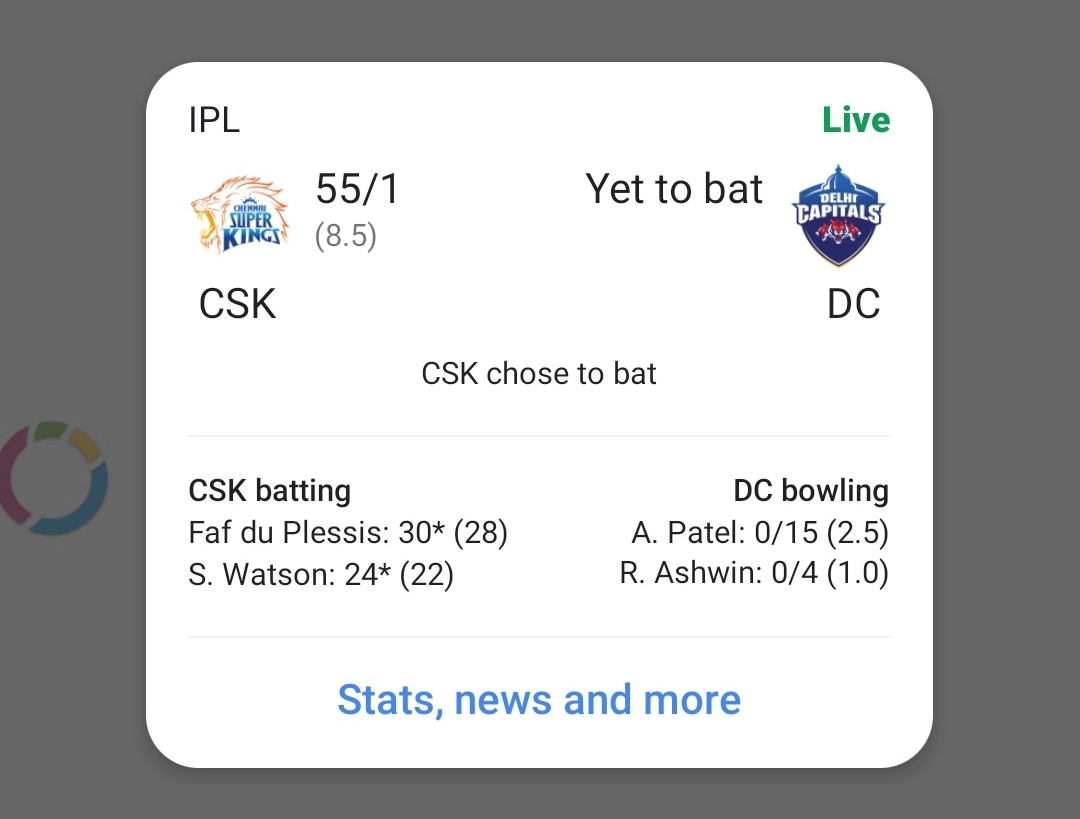 IPL
Live
CHENNAI
SUPER
KINGS
55/1
(8.5)
Yet to bat
DELHI
CAPITALS
CSK
DC
CSK chose to bat
CSK batting
Faf du Plessis: 30* (28)
S. Watson: 24* (22)
DC bowling
A. Patel: 0/15 (2.5)
R. Ashwin: 0/4 (1.0)
Stats, news and more